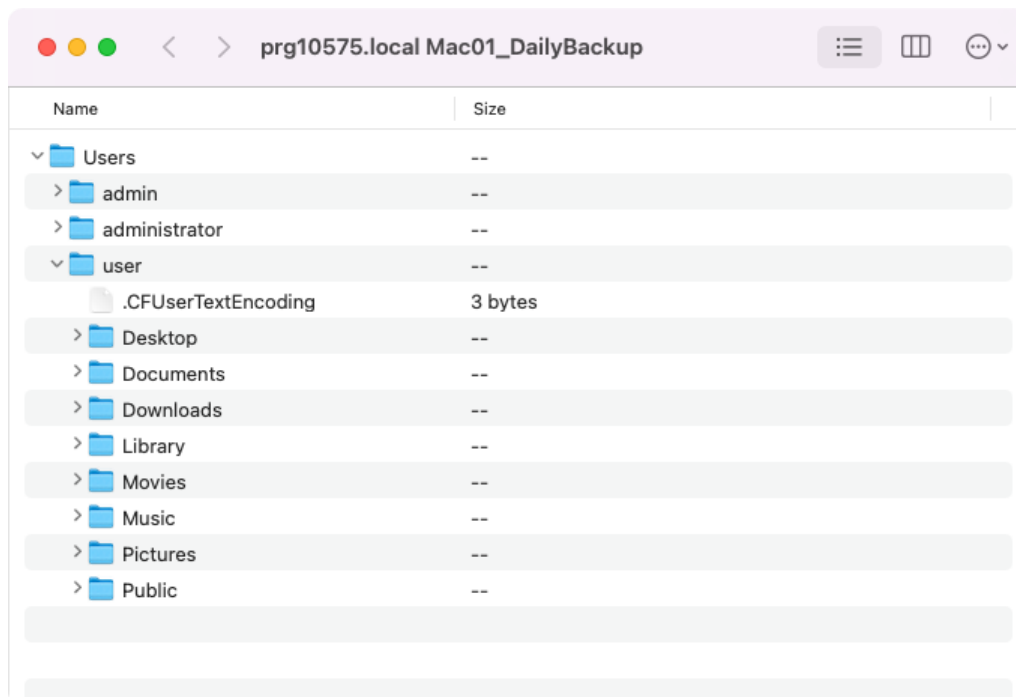 prg10575.local Mac01_DailyBackup
Name Size
Users --
admin --
administrator --
user --
.CFUserTextEncoding 3 bytes
Desktop --
Documents --
Downloads --
Library --
Movies --
Music --
Pictures --
Public --